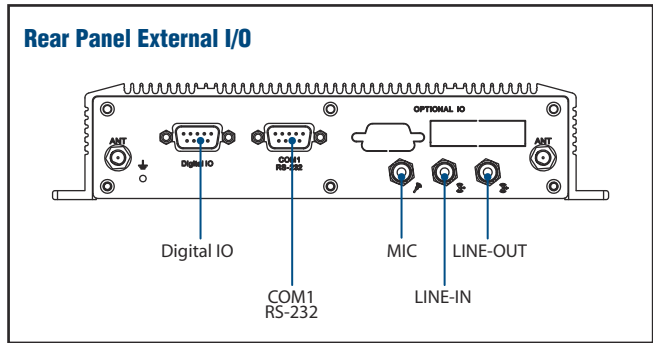 Rear Panel External I/O
OPTIONAL IO
ANT
ANT
Digital IO
COM1
RS-232
Digital IO
MIC
LINE-OUT
COM1
RS-232
LINE-IN